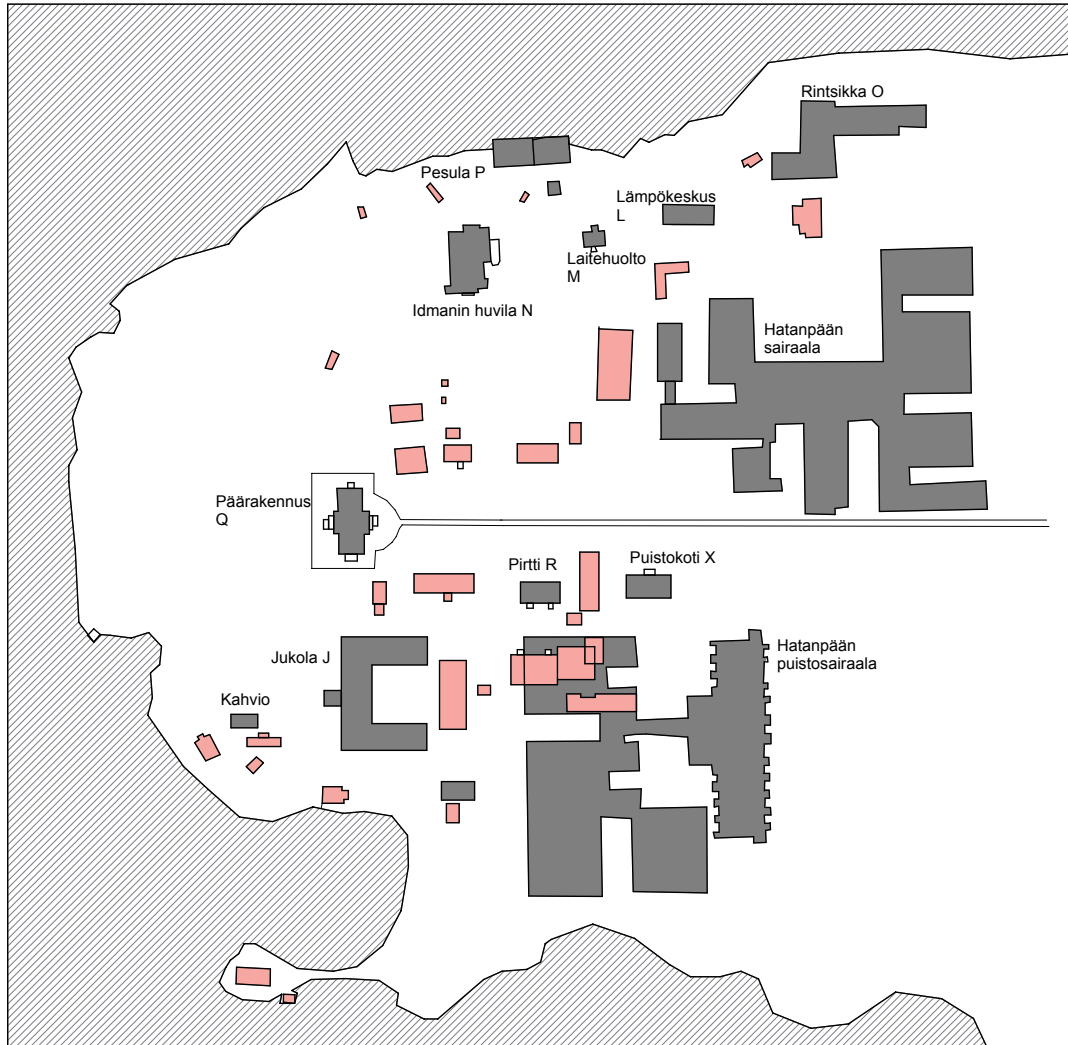 Rintsikka O
Pesula P
Lämpökeskus
L
Laitehuolto
M
Idmanin huvila N
Hatanpään
sairaala
Päärakennus
Q
Pirtti R
Puistokoti X
Jukola J
Hatanpään
puistosairaala
Kahvio